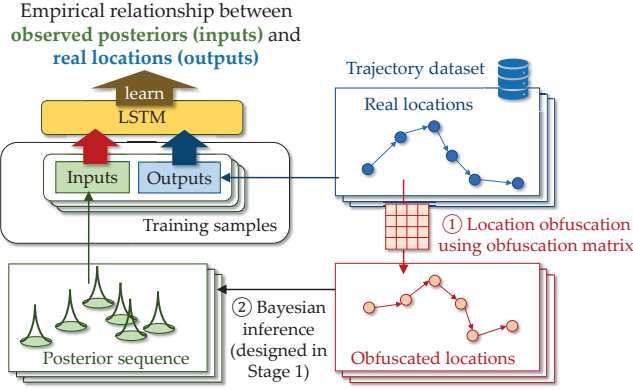 Empirical relationship between
observed posteriors (inputs) and
real locations (outputs)
learn
LSTM
Inputs
Outputs
Training samples
Trajectory dataset
Real locations
① Location obfuscation
using obfuscation matrix
Obfuscated locations
② Bayesian
inference
(designed in
Stage 1)
Posterior sequence